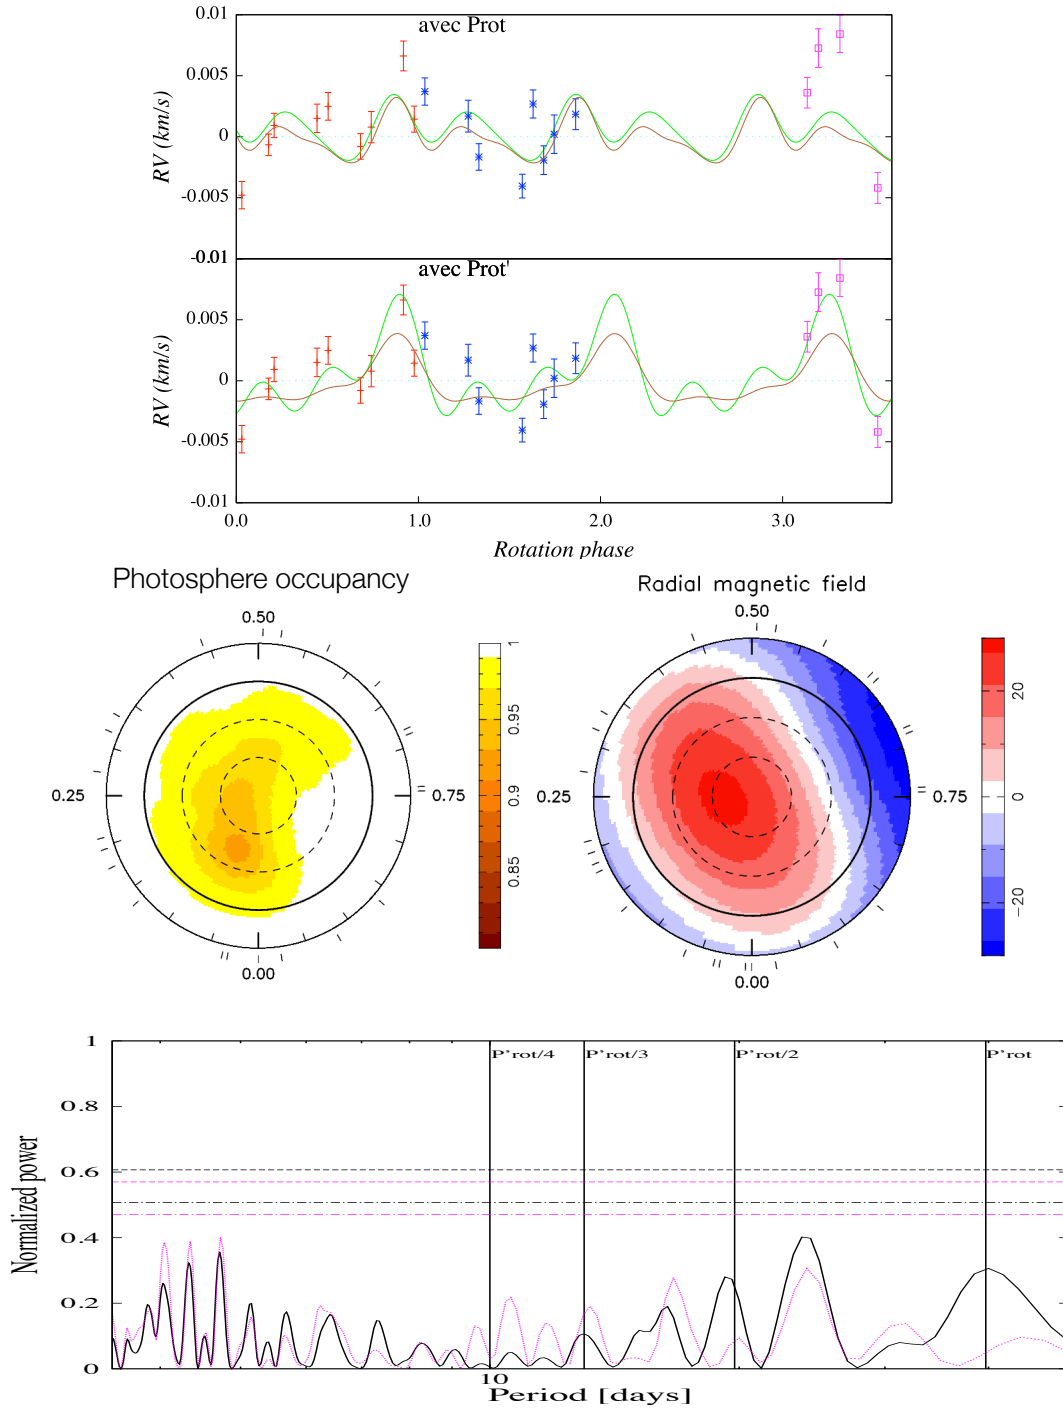 0.01
avec Prot
0.005
0
-0.005
-0.01
RV (km/s)
avec Prot'
0.005
0
-0.005
-0.01
RV (km/s)
0.0 1.0 2.0 3.0
Rotation phase
Photosphere occupancy
0.50
0.25
0.75
0.00
1
0.95
0.9
0.85
Radial magnetic field
0.50
0.25
0.75
0.00
20
0
−20
1
0.8
0.6
0.4
0.2
0
Normalized power
P'rot/4 P'rot/3 P'rot/2 P'rot
10
Period [days]